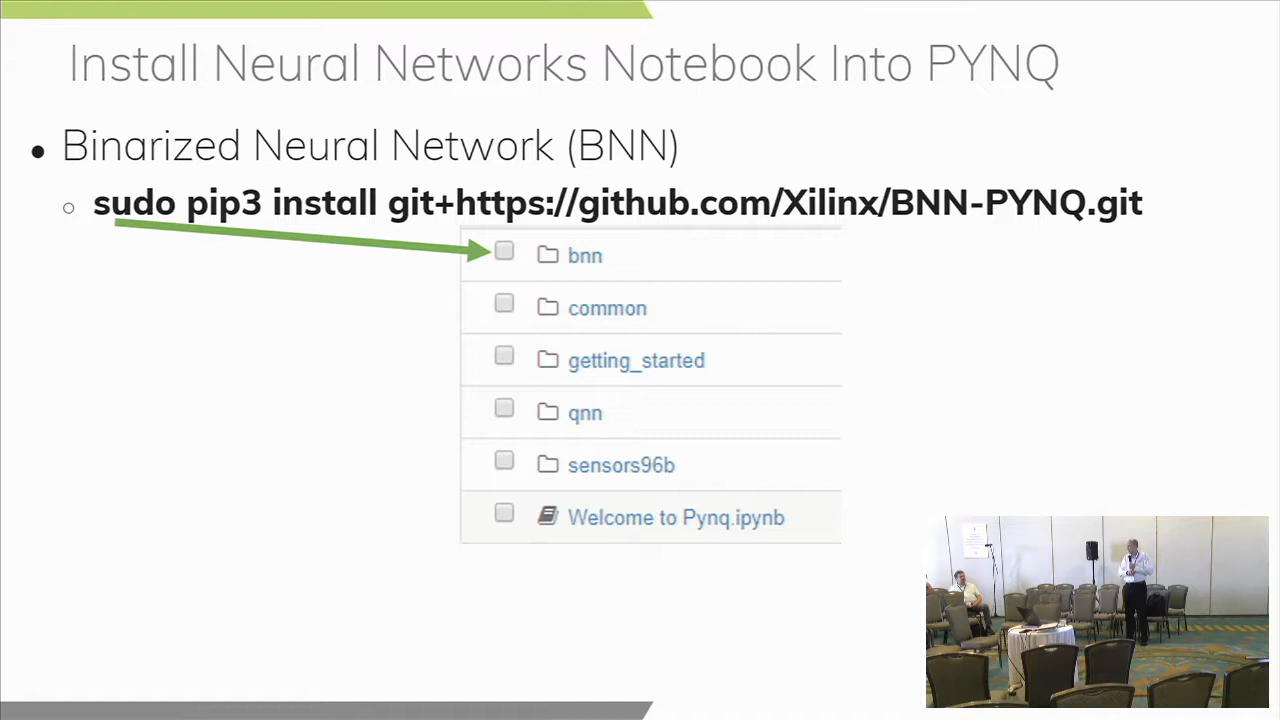 Install Neural Networks Notebook Into PYNQ
• Binarized Neural Network (BNN)
○ sudo pip3 install git+https://github.com/Xilinx/BNN-PYNQ.git
bnn
common
getting_started
qnn
sensors96b
Welcome to Pynq.ipynb